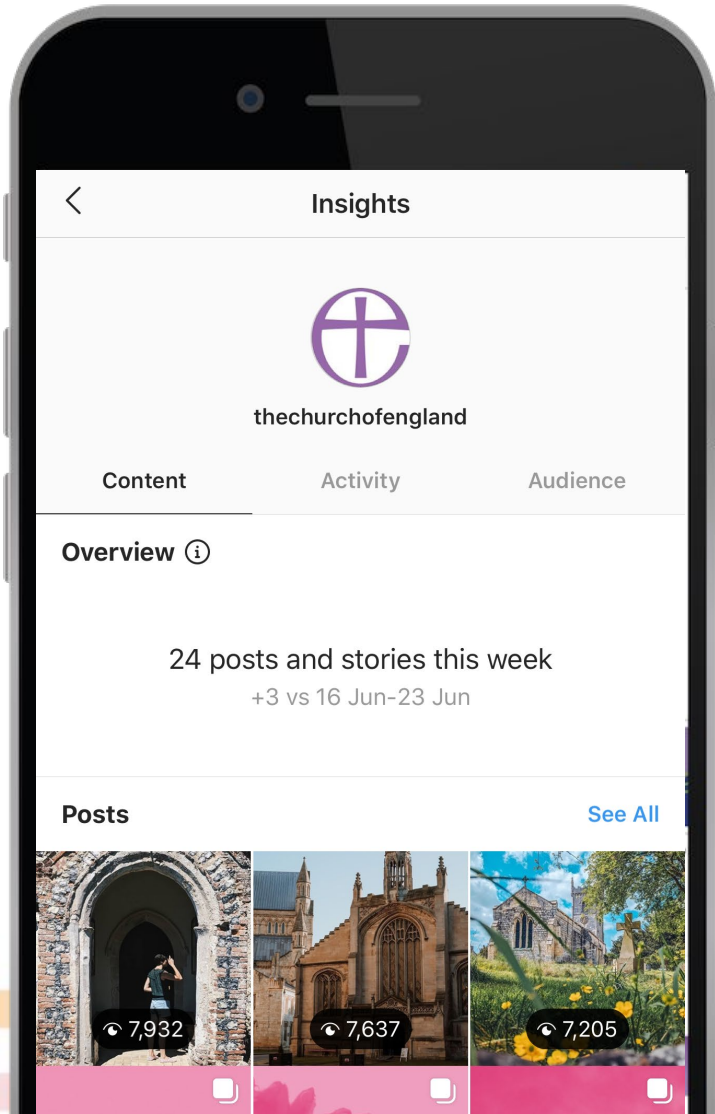 Insights
thechurchofengland
Content Activity Audience
Overview
24 posts and stories this week
+3 vs 16 Jun-23 Jun
Posts See All
7,932 7,637 7,205